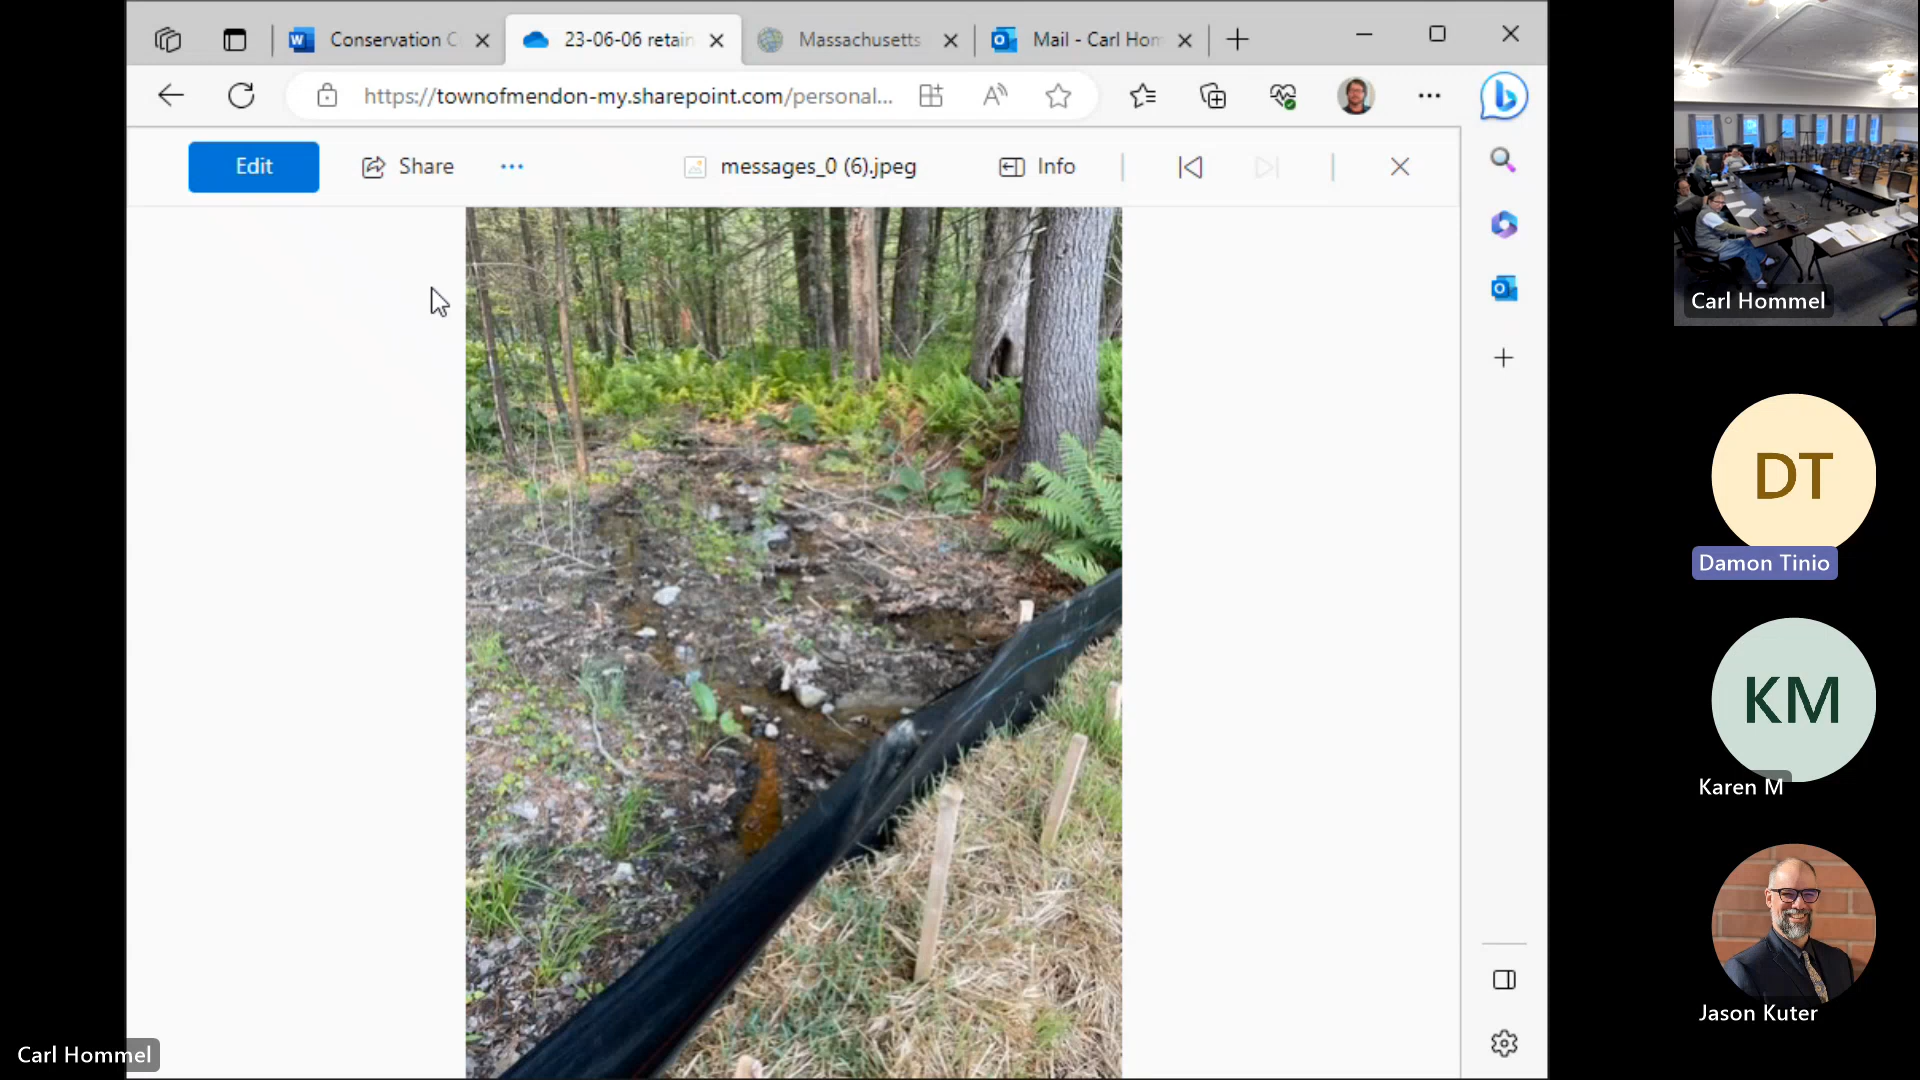 Conservation C
23-06-06 retain
Massachusetts
Mail - Carl Hom
https://townofmendon-my.sharepoint.com/personal...
Edit
Share
messages_0 (6).jpeg
Info
Carl Hommel
DT
Damon Tinio
KM
Karen M
Jason Kuter
Carl Hommel